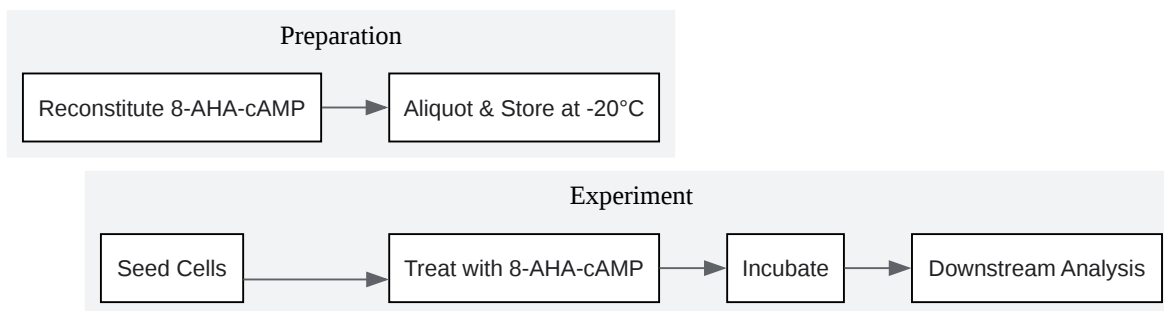 Preparation
Reconstitute 8-AHA-cAMP
Aliquot & Store at -20°C
Experiment
Seed Cells
Treat with 8-AHA-cAMP
Incubate
Downstream Analysis